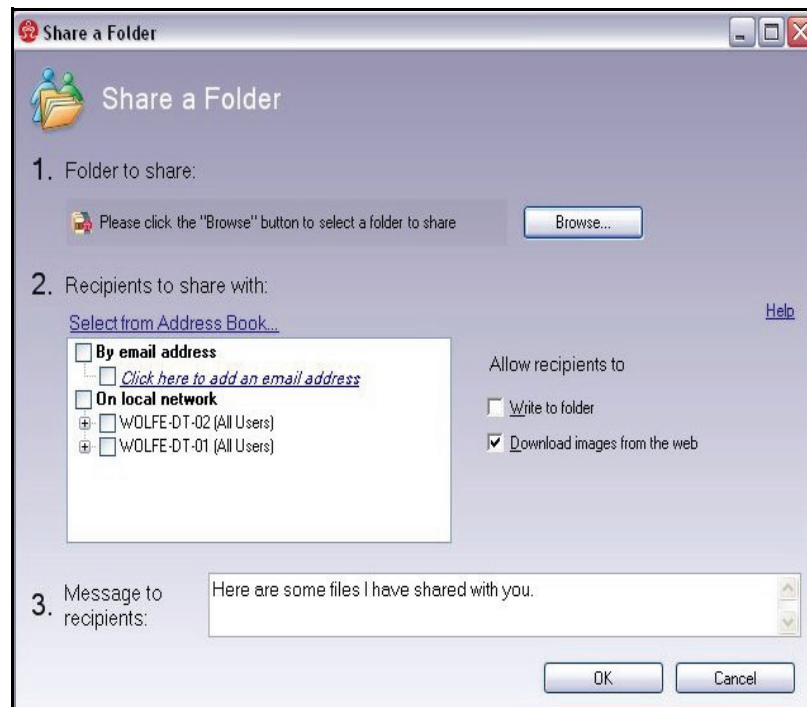 Share a Folder
Share a Folder
1. Folder to share:
Please click the "Browse" button to select a folder to share
Browse...
2. Recipients to share with:
Help
Select from Address Book...
By email address
Click here to add an email address
On local network
WOLFE-DT-02 (All Users)
WOLFE-DT-01 (All Users)
Allow recipients to
Write to folder
Download images from the web
3. Message to
recipients:
Here are some files I have shared with you.
OK
Cancel